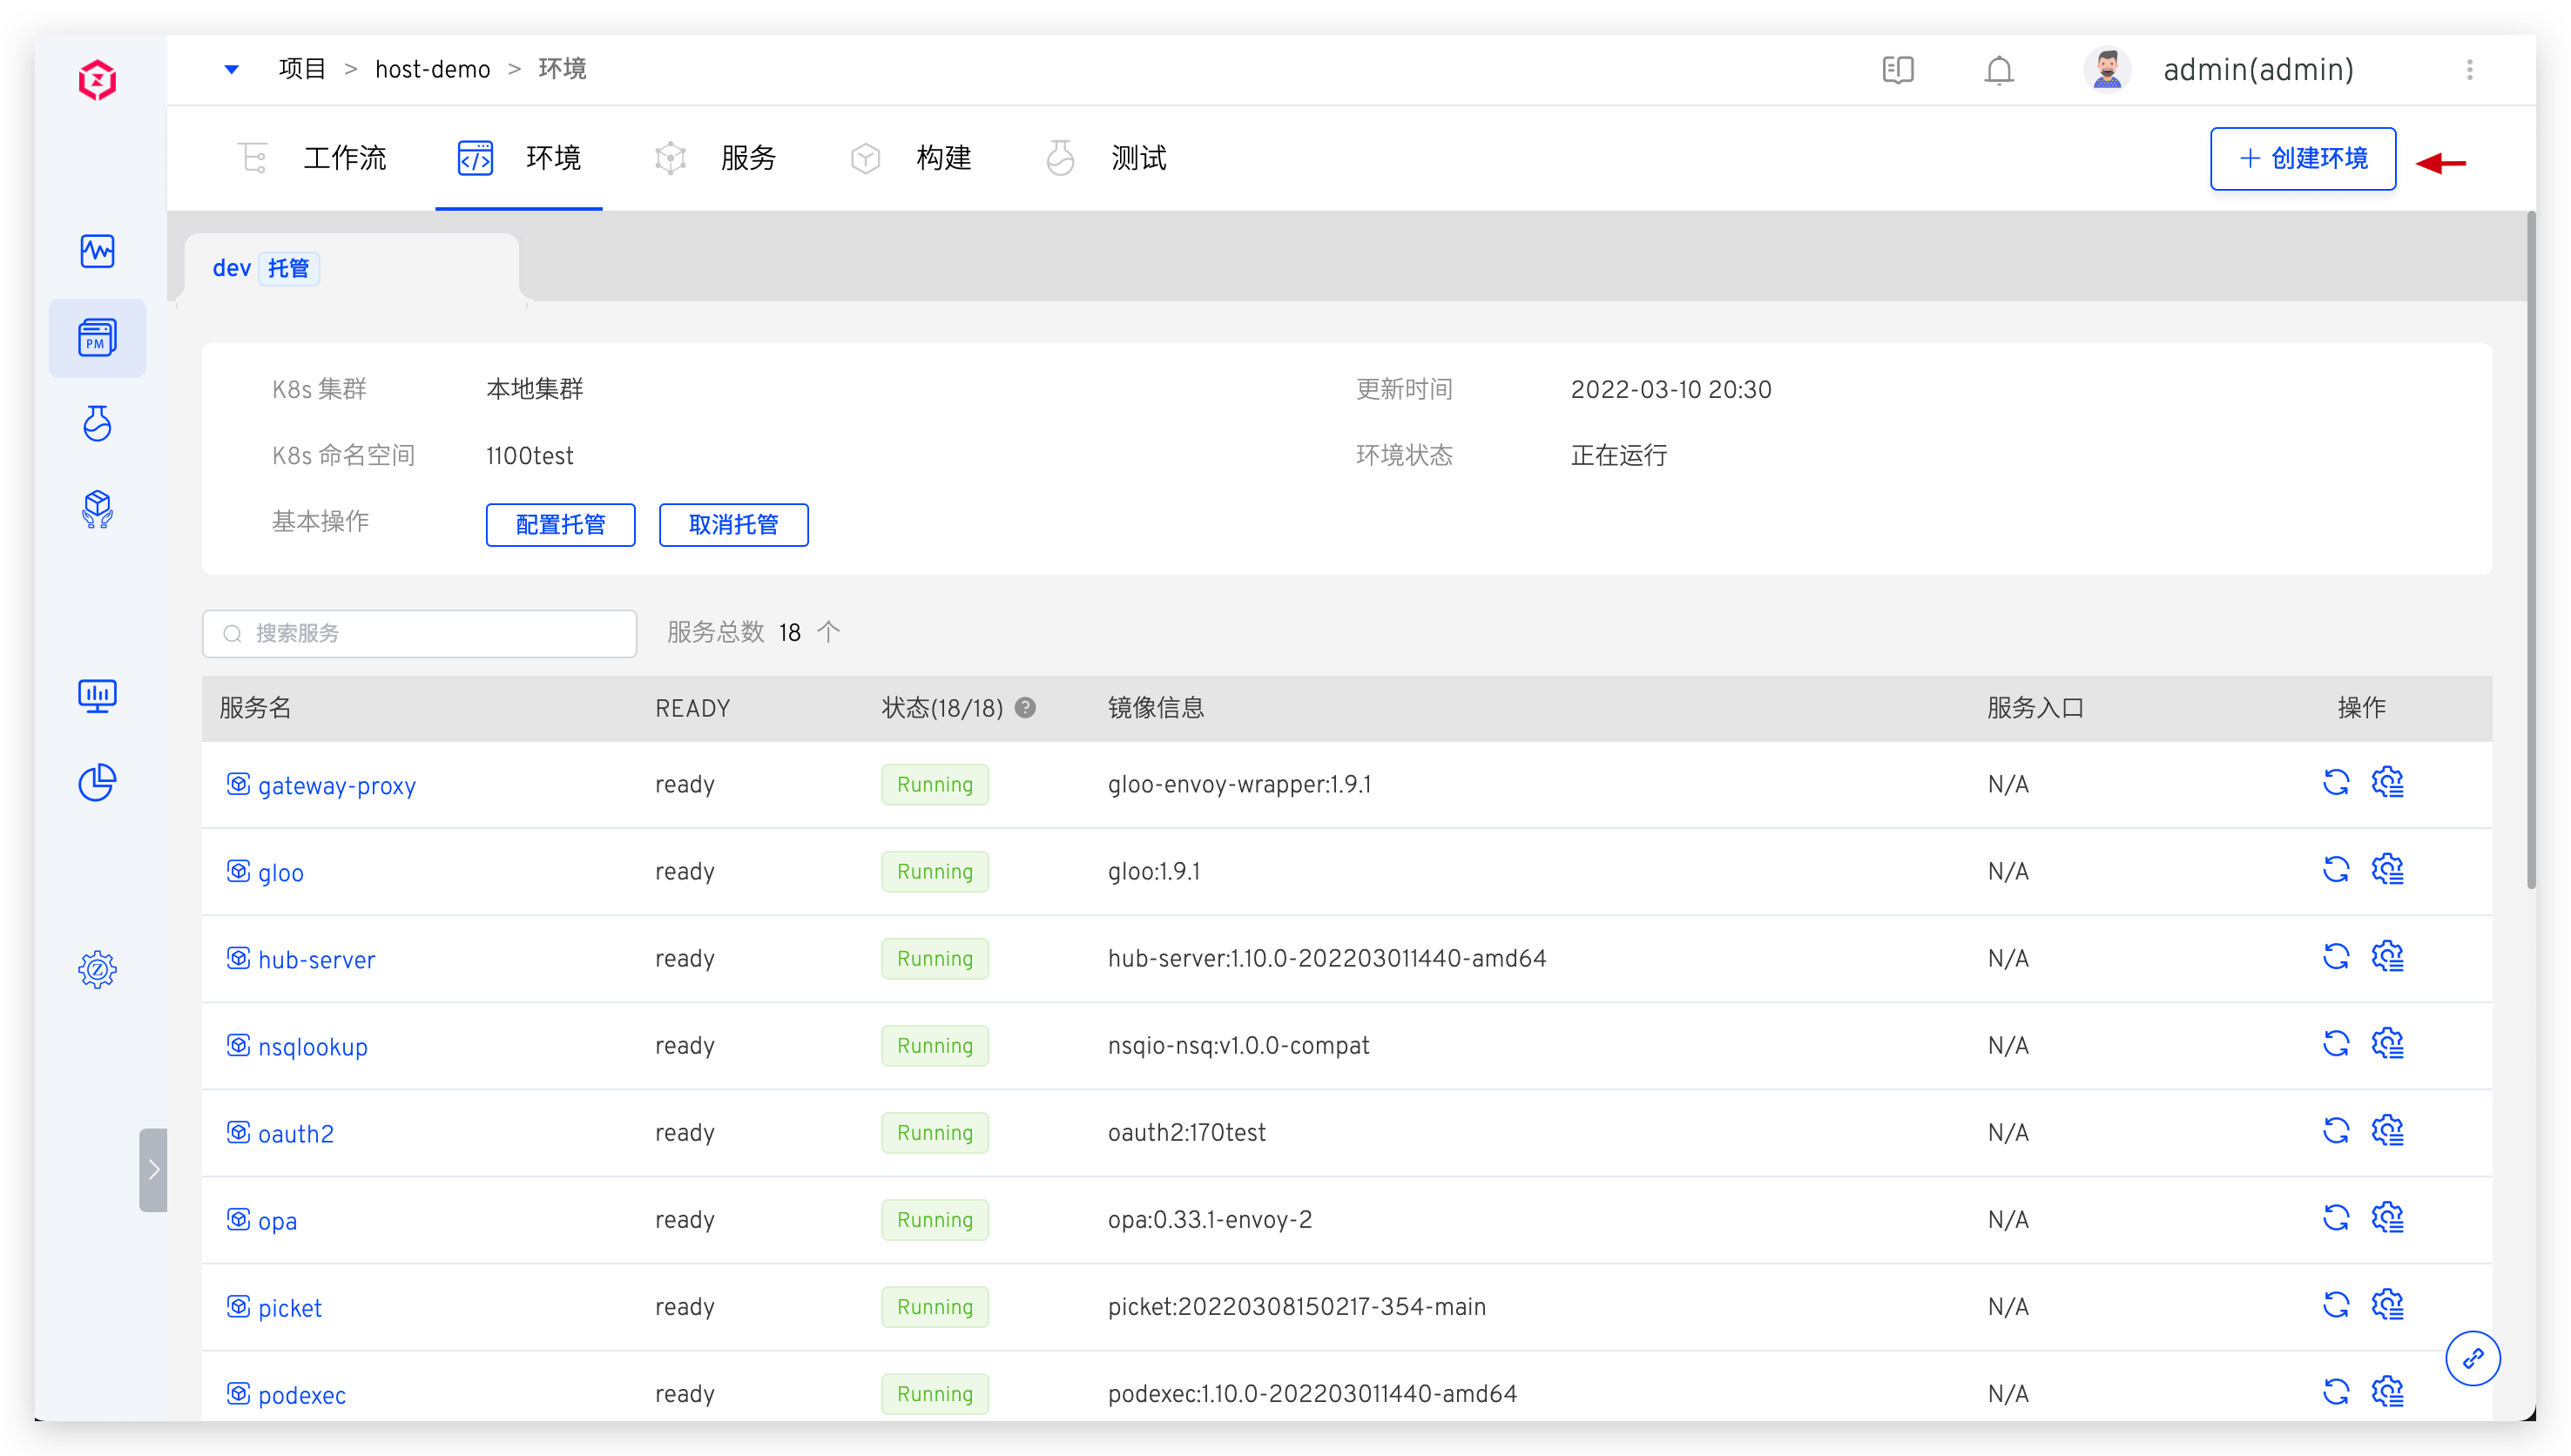 项目 > host-demo > 环境
admin(admin)
工作流 环境 服务 构建 测试
+ 创建环境
dev 托管
K8s 集群 本地集群 更新时间 2022-03-10 20:30
K8s 命名空间 1100test 环境状态 正在运行
基本操作 配置托管 取消托管
PM
搜索服务 服务总数 18 个
服务名 READY 状态(18/18) ? 镜像信息 服务入口 操作
gateway-proxy ready Running gloo-envoy-wrapper:1.9.1 N/A
gloo ready Running gloo:1.9.1 N/A
hub-server ready Running hub-server:1.10.0-202203011440-amd64 N/A
nsqlookup ready Running nsqio-nsq:v1.0.0-compat N/A
oauth2 ready Running oauth2:170test N/A
opa ready Running opa:0.33.1-envoy-2 N/A
picket ready Running picket:20220308150217-354-main N/A
podexec ready Running podexec:1.10.0-202203011440-amd64 N/A